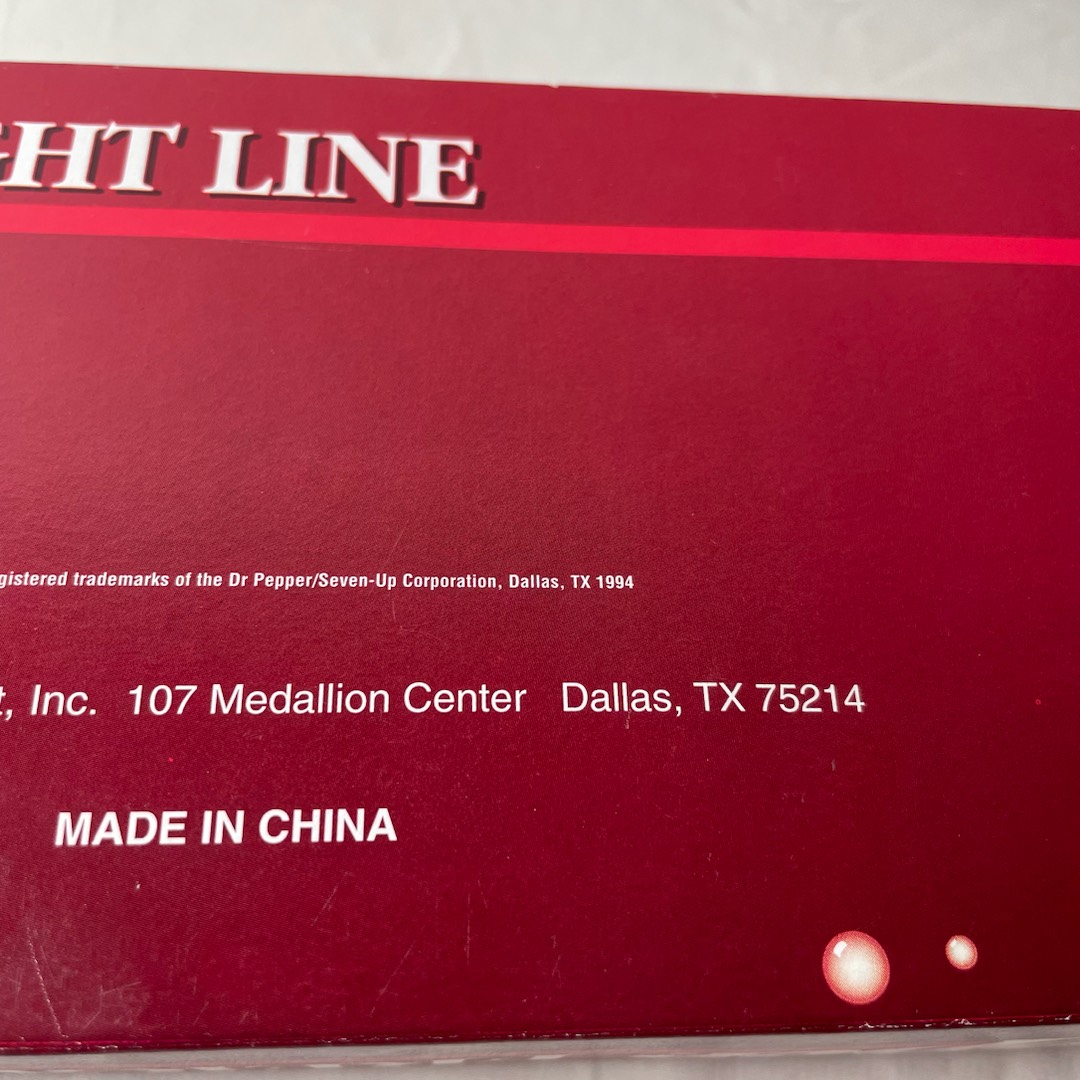 GHT LINE
gistered trademarks of the Dr Pepper/Seven-Up Corporation, Dallas, TX 1994
t, Inc. 107 Medallion Center Dallas, TX 75214
MADE IN CHINA